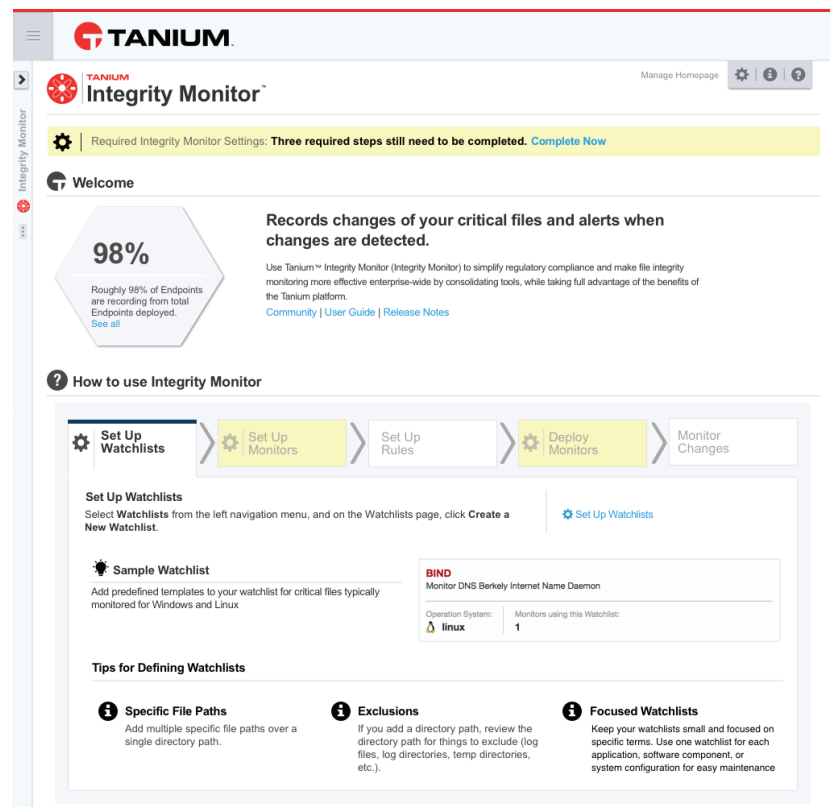 TANIUM.
Integrity Monitor
TANIUM
Integrity Monitor™
Manage Homepage
Required Integrity Monitor Settings: Three required steps still need to be completed. Complete Now
Welcome
98%
Roughly 98% of Endpoints
are recording from total
Endpoints deployed.
See all
Records changes of your critical files and alerts when
changes are detected.
Use Tanium™ Integrity Monitor (Integrity Monitor) to simplify regulatory compliance and make file integrity
monitoring more effective enterprise-wide by consolidating tools, while taking full advantage of the benefits of
the Tanium platform.
Community | User Guide | Release Notes
How to use Integrity Monitor
Set Up
Watchlists
Set Up
Monitors
Set Up
Rules
Deploy
Monitors
Monitor
Changes
Set Up Watchlists
Select Watchlists from the left navigation menu, and on the Watchlists page, click Create a
New Watchlist.
Set Up Watchlists
Sample Watchlist
Add predefined templates to your watchlist for critical files typically
monitored for Windows and Linux
BIND
Monitor DNS Berkely Internet Name Daemon
Operation System:
linux
Monitors using this Watchlist:
1
Tips for Defining Watchlists
Specific File Paths
Add multiple specific file paths over a
single directory path.
Exclusions
If you add a directory path, review the
directory path for things to exclude (log
files, log directories, temp directories,
etc.).
Focused Watchlists
Keep your watchlists small and focused on
specific terms. Use one watchlist for each
application, software component, or
system configuration for easy maintenance